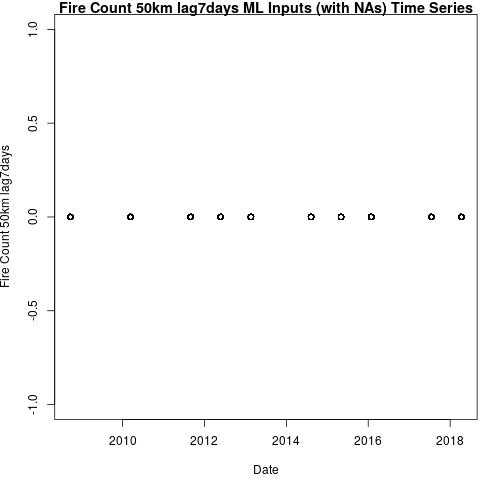 Fire Count 50km lag7days ML Inputs (with NAs) Time Series
Fire Count 50km lag7days
1.0
0.5
0.0
-0.5
-1.0
2010 2012 2014 2016 2018
Date